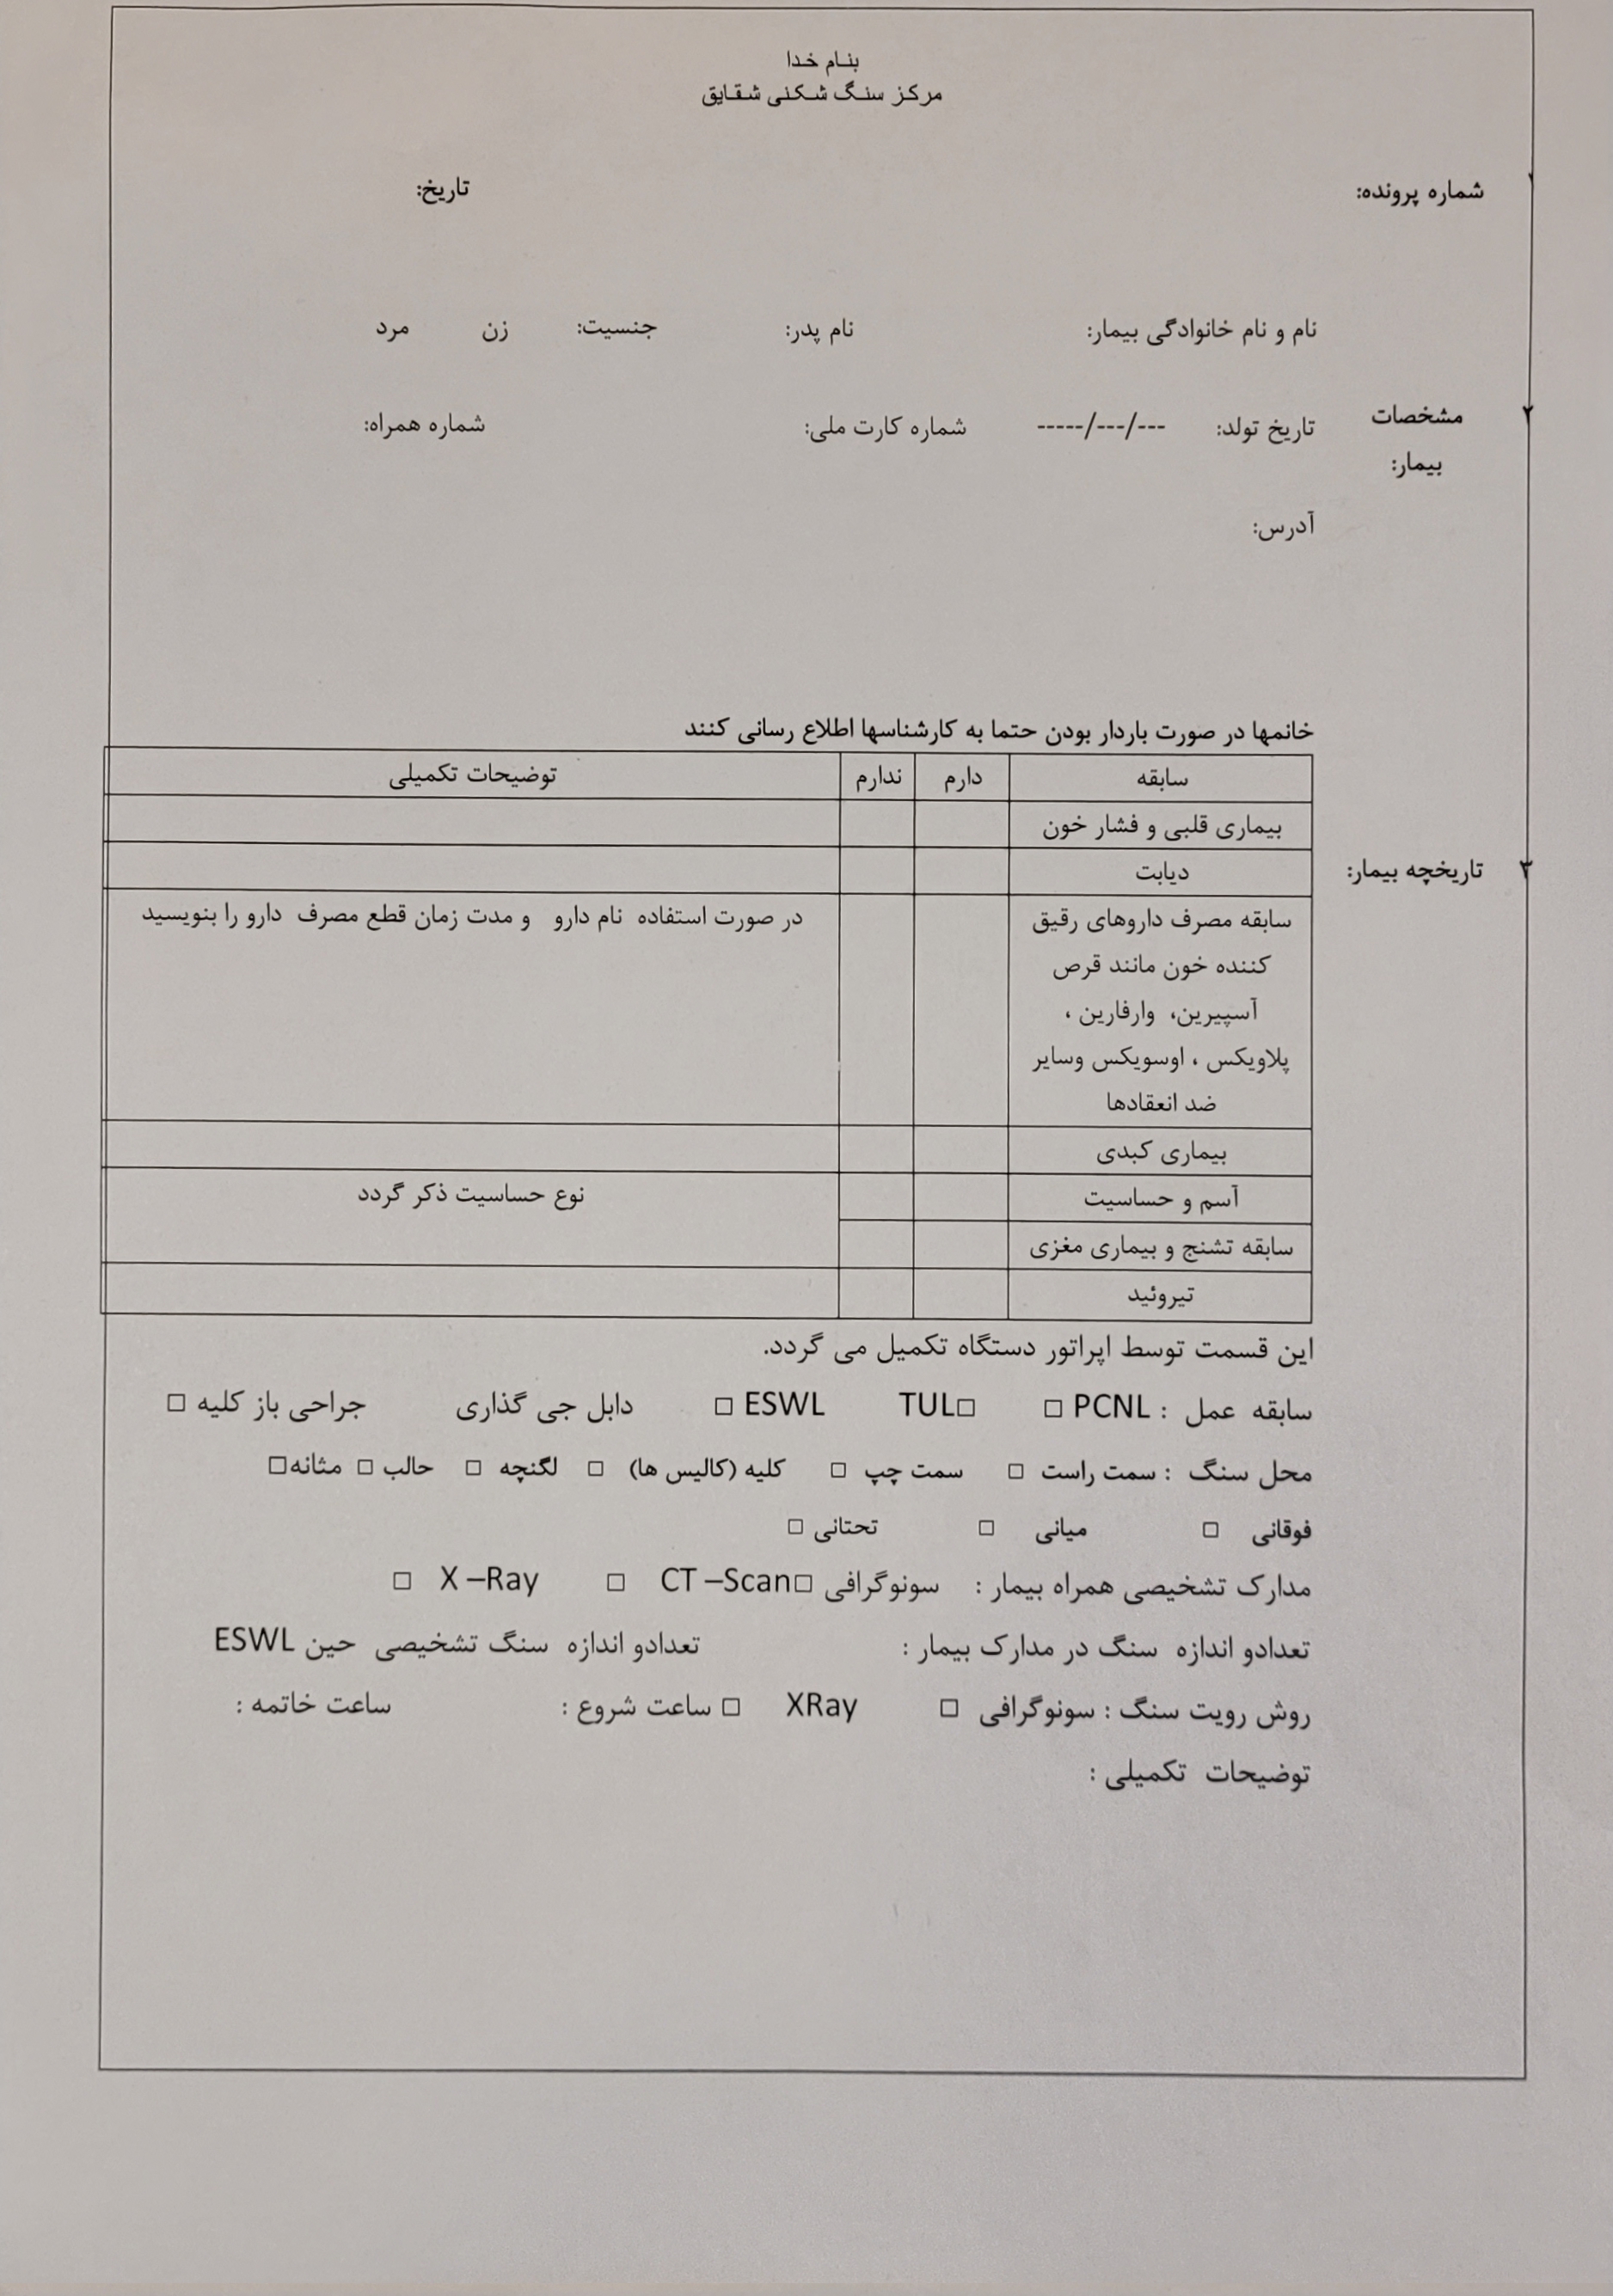 بنام خدا
مرکز سنگ شکنی شقایق
۱ شماره پرونده: تاریخ:
نام و نام خانوادگی بیمار: نام پدر: جنسیت: زن مرد
۲ مشخصات بیمار:
تاریخ تولد: ---/---/----- شماره کارت ملی: شماره همراه:
آدرس:
خانمها در صورت باردار بودن حتما به کارشناسها اطلاع رسانی کنند
۳ تاریخچه بیمار:
سابقه دارم ندارم توضیحات تکمیلی
بیماری قلبی و فشار خون
دیابت
سابقه مصرف داروهای رقیق در صورت استفاده نام دارو و مدت زمان قطع مصرف دارو را بنویسید
کننده خون مانند قرص
آسپیرین، وارفارین ،
پلاویکس ، اوسویکس وسایر
ضد انعقادها
بیماری کبدی
آسم و حساسیت نوع حساسیت ذکر گردد
سابقه تشنج و بیماری مغزی
تیروئید
این قسمت توسط اپراتور دستگاه تکمیل می گردد.
سابقه عمل : PCNL □ TUL□ ESWL □ دابل جی گذاری جراحی باز کلیه □
محل سنگ : سمت راست □ سمت چپ □ کلیه (کالیس ها) □ لگنچه □ حالب □ مثانه□
فوقانی □ میانی □ تحتانی □
مدارک تشخیصی همراه بیمار : سونوگرافی □ CT –Scan □ X –Ray □
تعدادو اندازه سنگ در مدارک بیمار : تعدادو اندازه سنگ تشخیصی حین ESWL
روش رویت سنگ : سونوگرافی □ XRay □ ساعت شروع : ساعت خاتمه :
توضیحات تکمیلی :